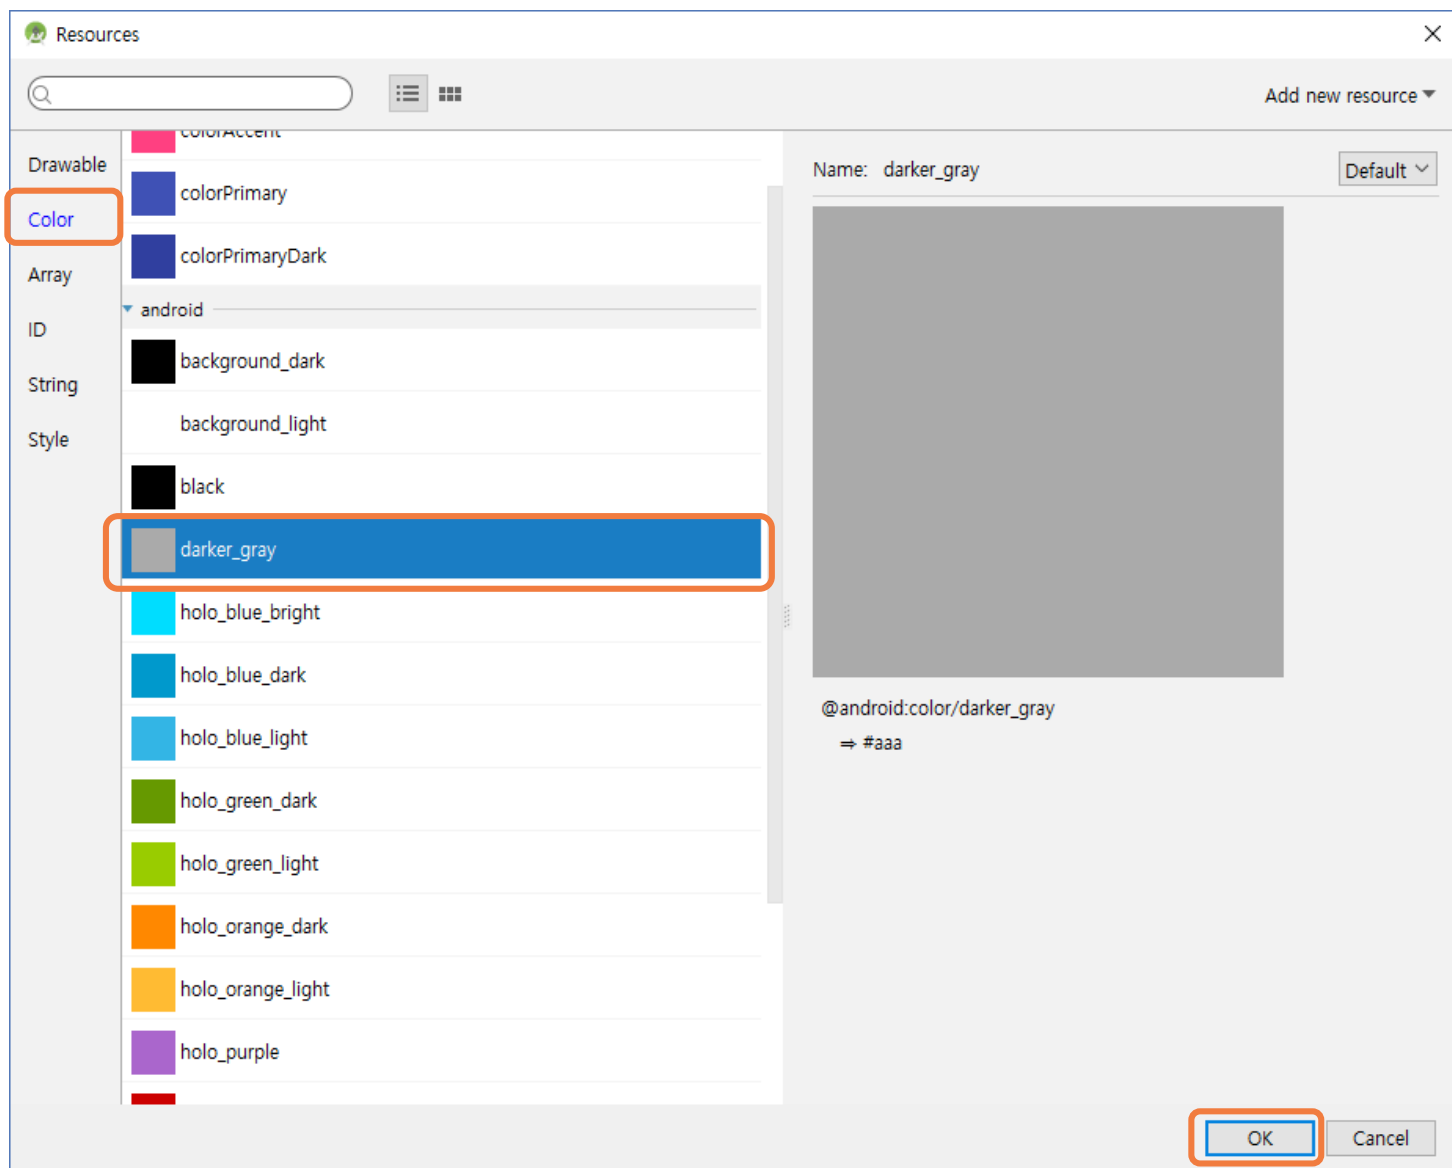 Resources
Add new resource
Drawable
Color
Array
ID
String
Style
colorAccent
colorPrimary
colorPrimaryDark
android
background_dark
background_light
black
darker_gray
holo_blue_bright
holo_blue_dark
holo_blue_light
holo_green_dark
holo_green_light
holo_orange_dark
holo_orange_light
holo_purple
Name: darker_gray
Default
@android:color/darker_gray
⇒ #aaa
OK
Cancel